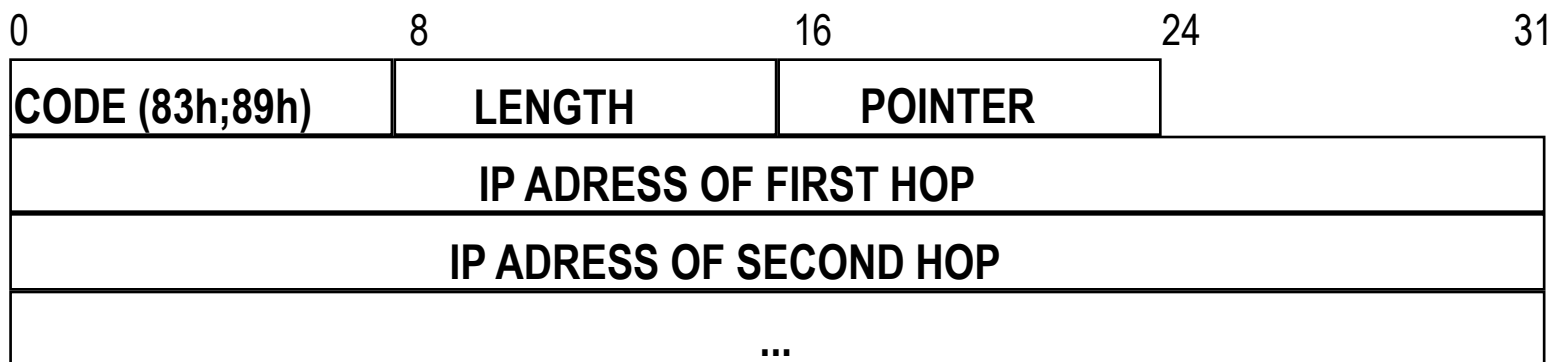 0 8 16 24 31
CODE (83h;89h) LENGTH POINTER
IP ADRESS OF FIRST HOP
IP ADRESS OF SECOND HOP
...